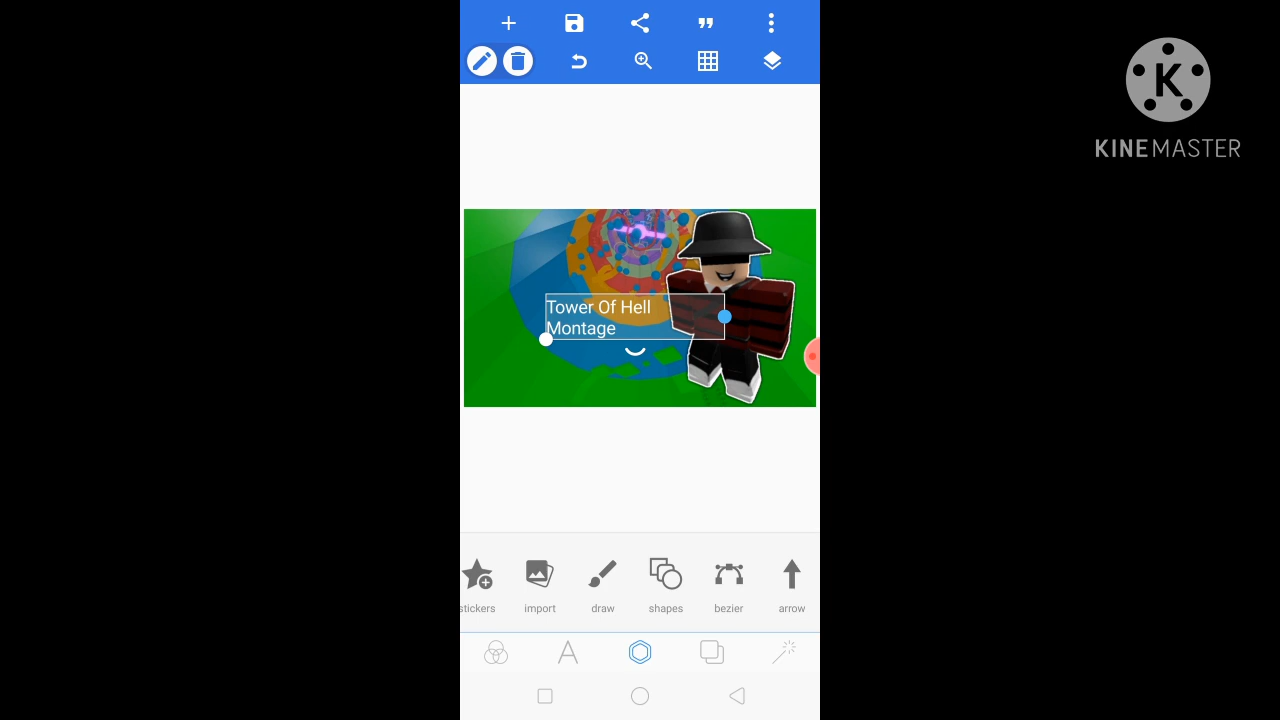 K
KINEMASTER
Tower Of Hell
Montage
stickers
import
draw
shapes
bezier
arrow